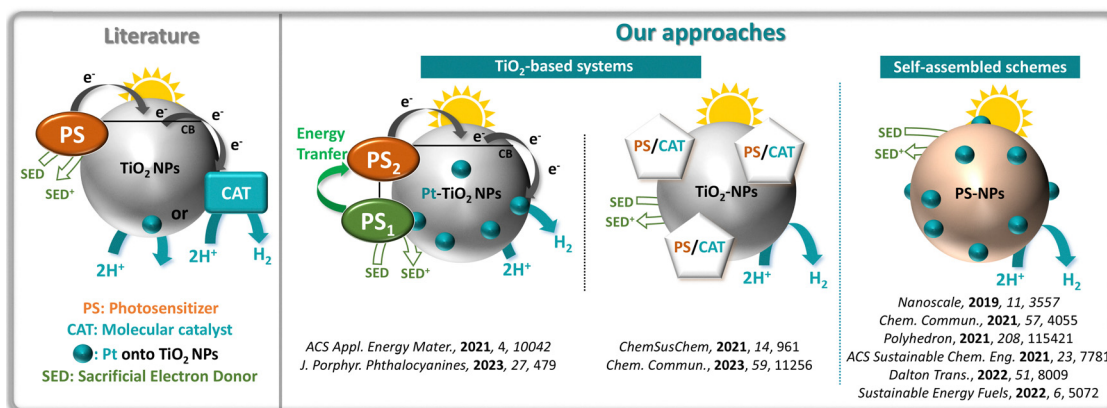 Literature
e-
e-
PS
e-
CB
e-
SED
SED+
TiO2 NPs
CAT
or
2H+
2H+
H2
PS: Photosensitizer
CAT: Molecular catalyst
: Pt onto TiO2 NPs
SED: Sacrificial Electron Donor
Our approaches
TiO2-based systems
e-
e-
e-
CB
e-
Energy
Tranfer
PS2
Pt-TiO2 NPs
PS1
SED
SED+
H2
2H+
ACS Appl. Energy Mater., 2021, 4, 10042
J. Porphyr. Phthalocyanines, 2023, 27, 479
PS/CAT
PS/CAT
TiO2-NPs
SED
SED+
PS/CAT
2H+
H2
ChemSusChem, 2021, 14, 961
Chem. Commun., 2023, 59, 11256
Self-assembled schemes
SED
SED+
PS-NPs
2H+
H2
Nanoscale, 2019, 11, 3557
Chem. Commun., 2021, 57, 4055
Polyhedron, 2021, 208, 115421
ACS Sustainable Chem. Eng. 2021, 23, 7781
Dalton Trans., 2022, 51, 8009
Sustainable Energy Fuels, 2022, 6, 5072